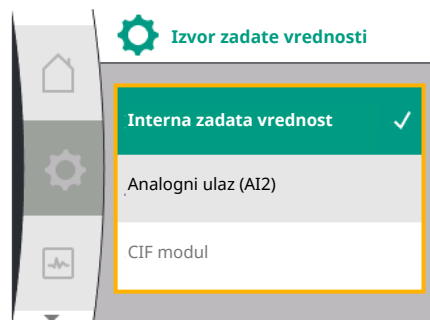 Izvor zadate vrednosti
Interna zadata vrednost
Analogni ulaz (AI2)
CIF modul